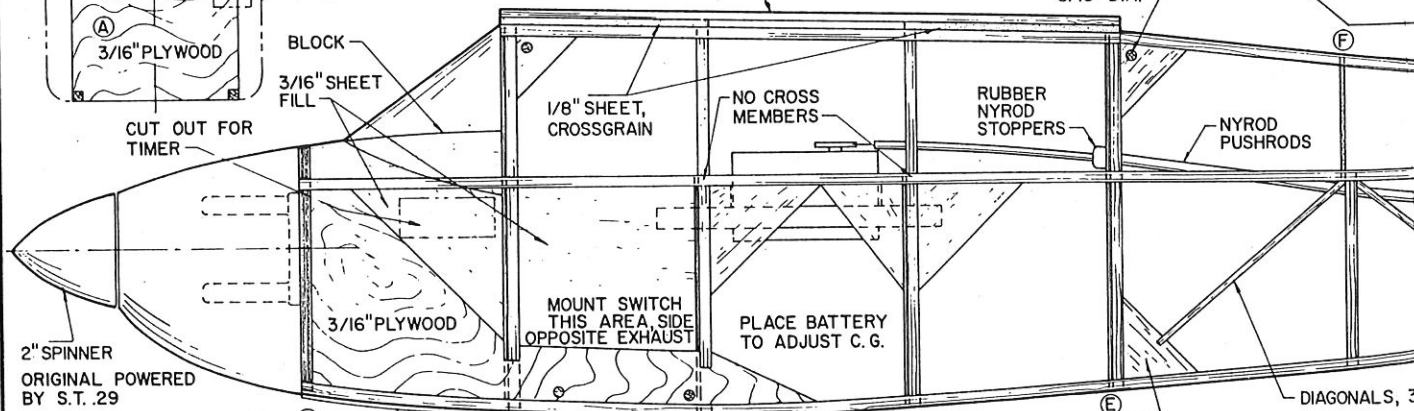 A
3/16" PLYWOOD
CUT OUT FOR
TIMER
BLOCK
3/16" SHEET
FILL
1/8" SHEET,
CROSSGRAIN
NO CROSS
MEMBERS
RUBBER
NYROD
STOPPERS
NYROD
PUSHRODS
F
3/16" PLYWOOD
MOUNT SWITCH
THIS AREA, SIDE
OPPOSITE EXHAUST
PLACE BATTERY
TO ADJUST C.G.
2" SPINNER
ORIGINAL POWERED
BY S.T. .29
E
DIAGONALS, 3